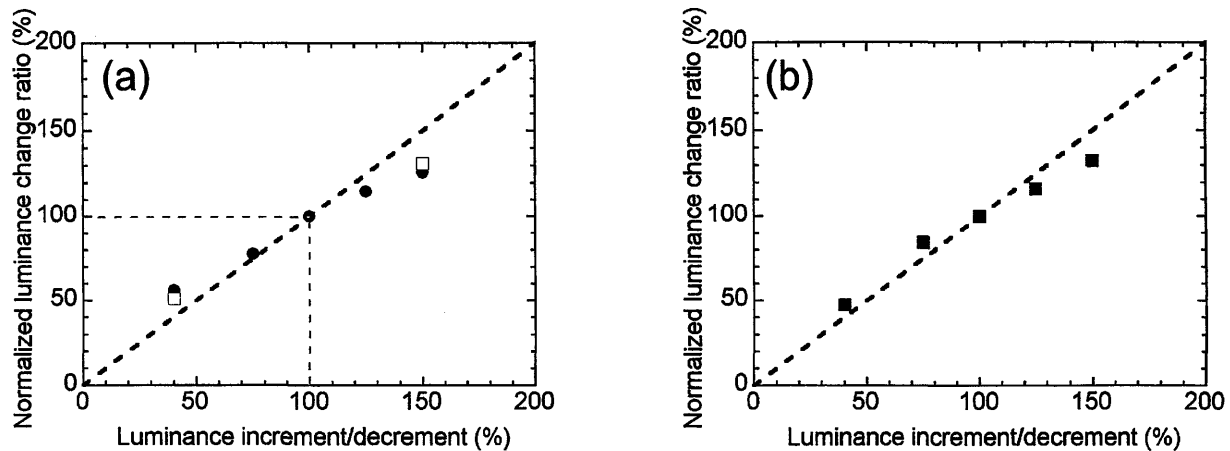 Normalized luminance change ratio (%)
200
150
100
50
0
(a)
0 50 100 150 200
Luminance increment/decrement (%)
Normalized luminance change ratio (%)
200
150
100
50
0
(b)
0 50 100 150 200
Luminance increment/decrement (%)